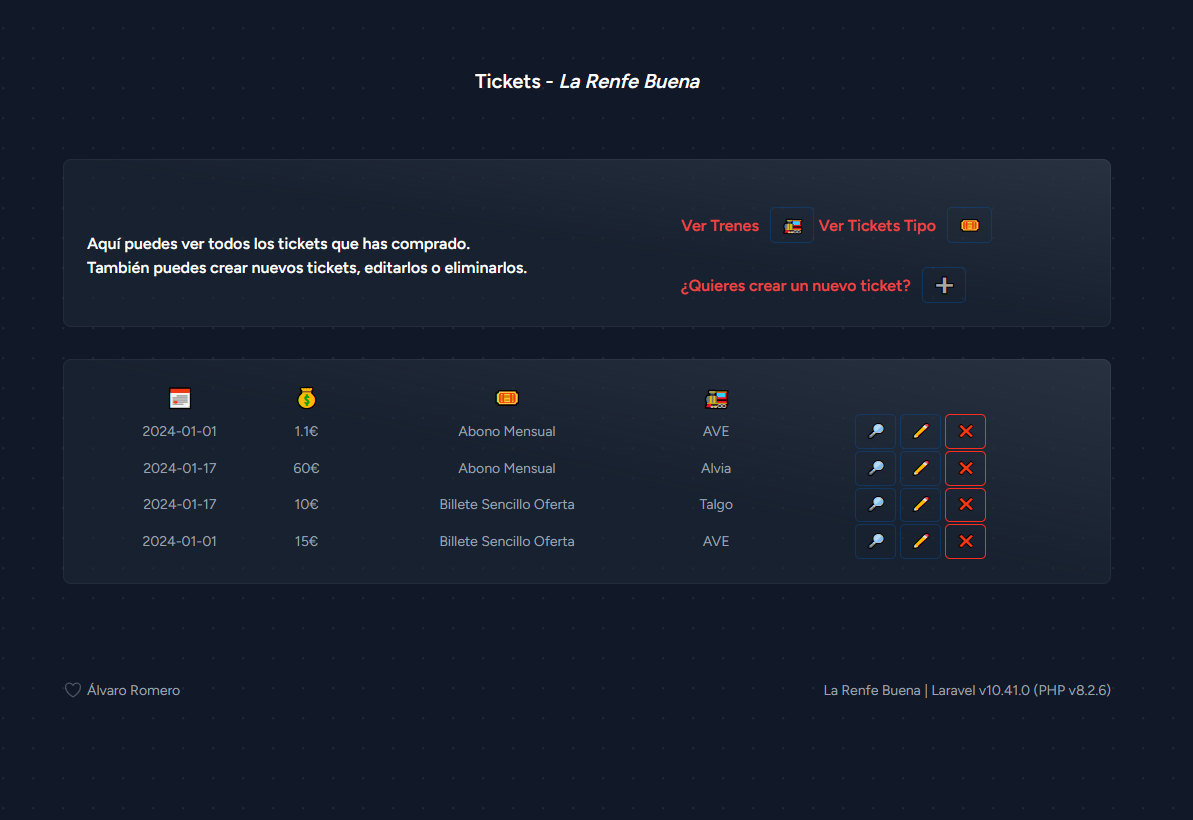 Tickets - La Renfe Buena
Aquí puedes ver todos los tickets que has comprado.
También puedes crear nuevos tickets, editarlos o eliminarlos.
Ver Trenes Ver Tickets Tipo
¿Quieres crear un nuevo ticket?
2024-01-01 1.1€ Abono Mensual AVE
2024-01-17 60€ Abono Mensual Alvia
2024-01-17 10€ Billete Sencillo Oferta Talgo
2024-01-01 15€ Billete Sencillo Oferta AVE
Álvaro Romero
La Renfe Buena | Laravel v10.41.0 (PHP v8.2.6)